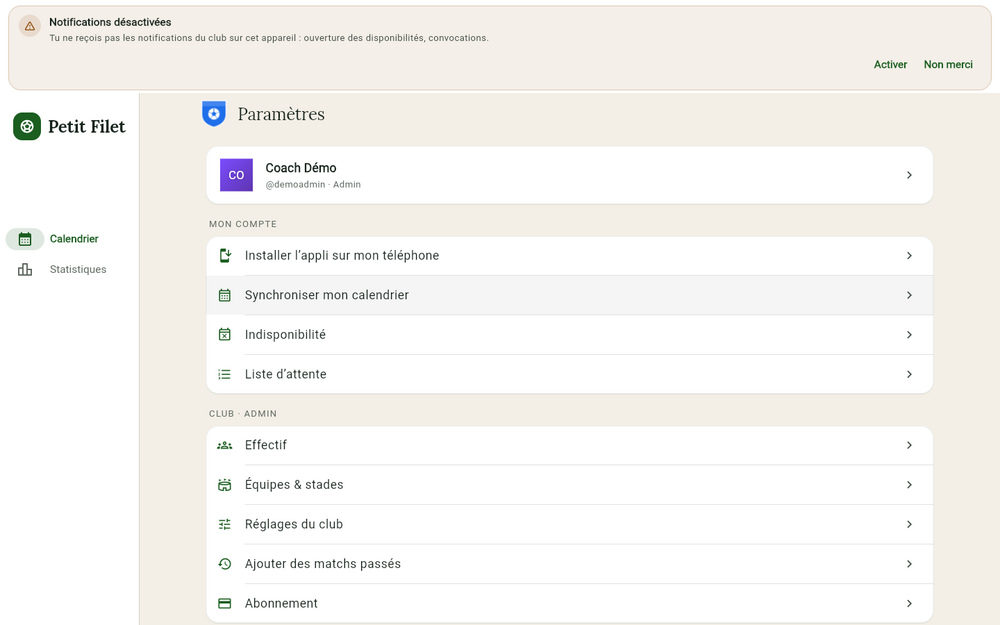 Notifications désactivées
Tu ne reçois pas les notifications du club sur cet appareil : ouverture des disponibilités, convocations.
Activer
Non merci
Petit Filet
Paramètres
CO
Coach Démo
@demoadmin · Admin
Calendrier
Statistiques
MON COMPTE
Installer l’appli sur mon téléphone
Synchroniser mon calendrier
Indisponibilité
Liste d’attente
CLUB · ADMIN
Effectif
Équipes & stades
Réglages du club
Ajouter des matchs passés
Abonnement